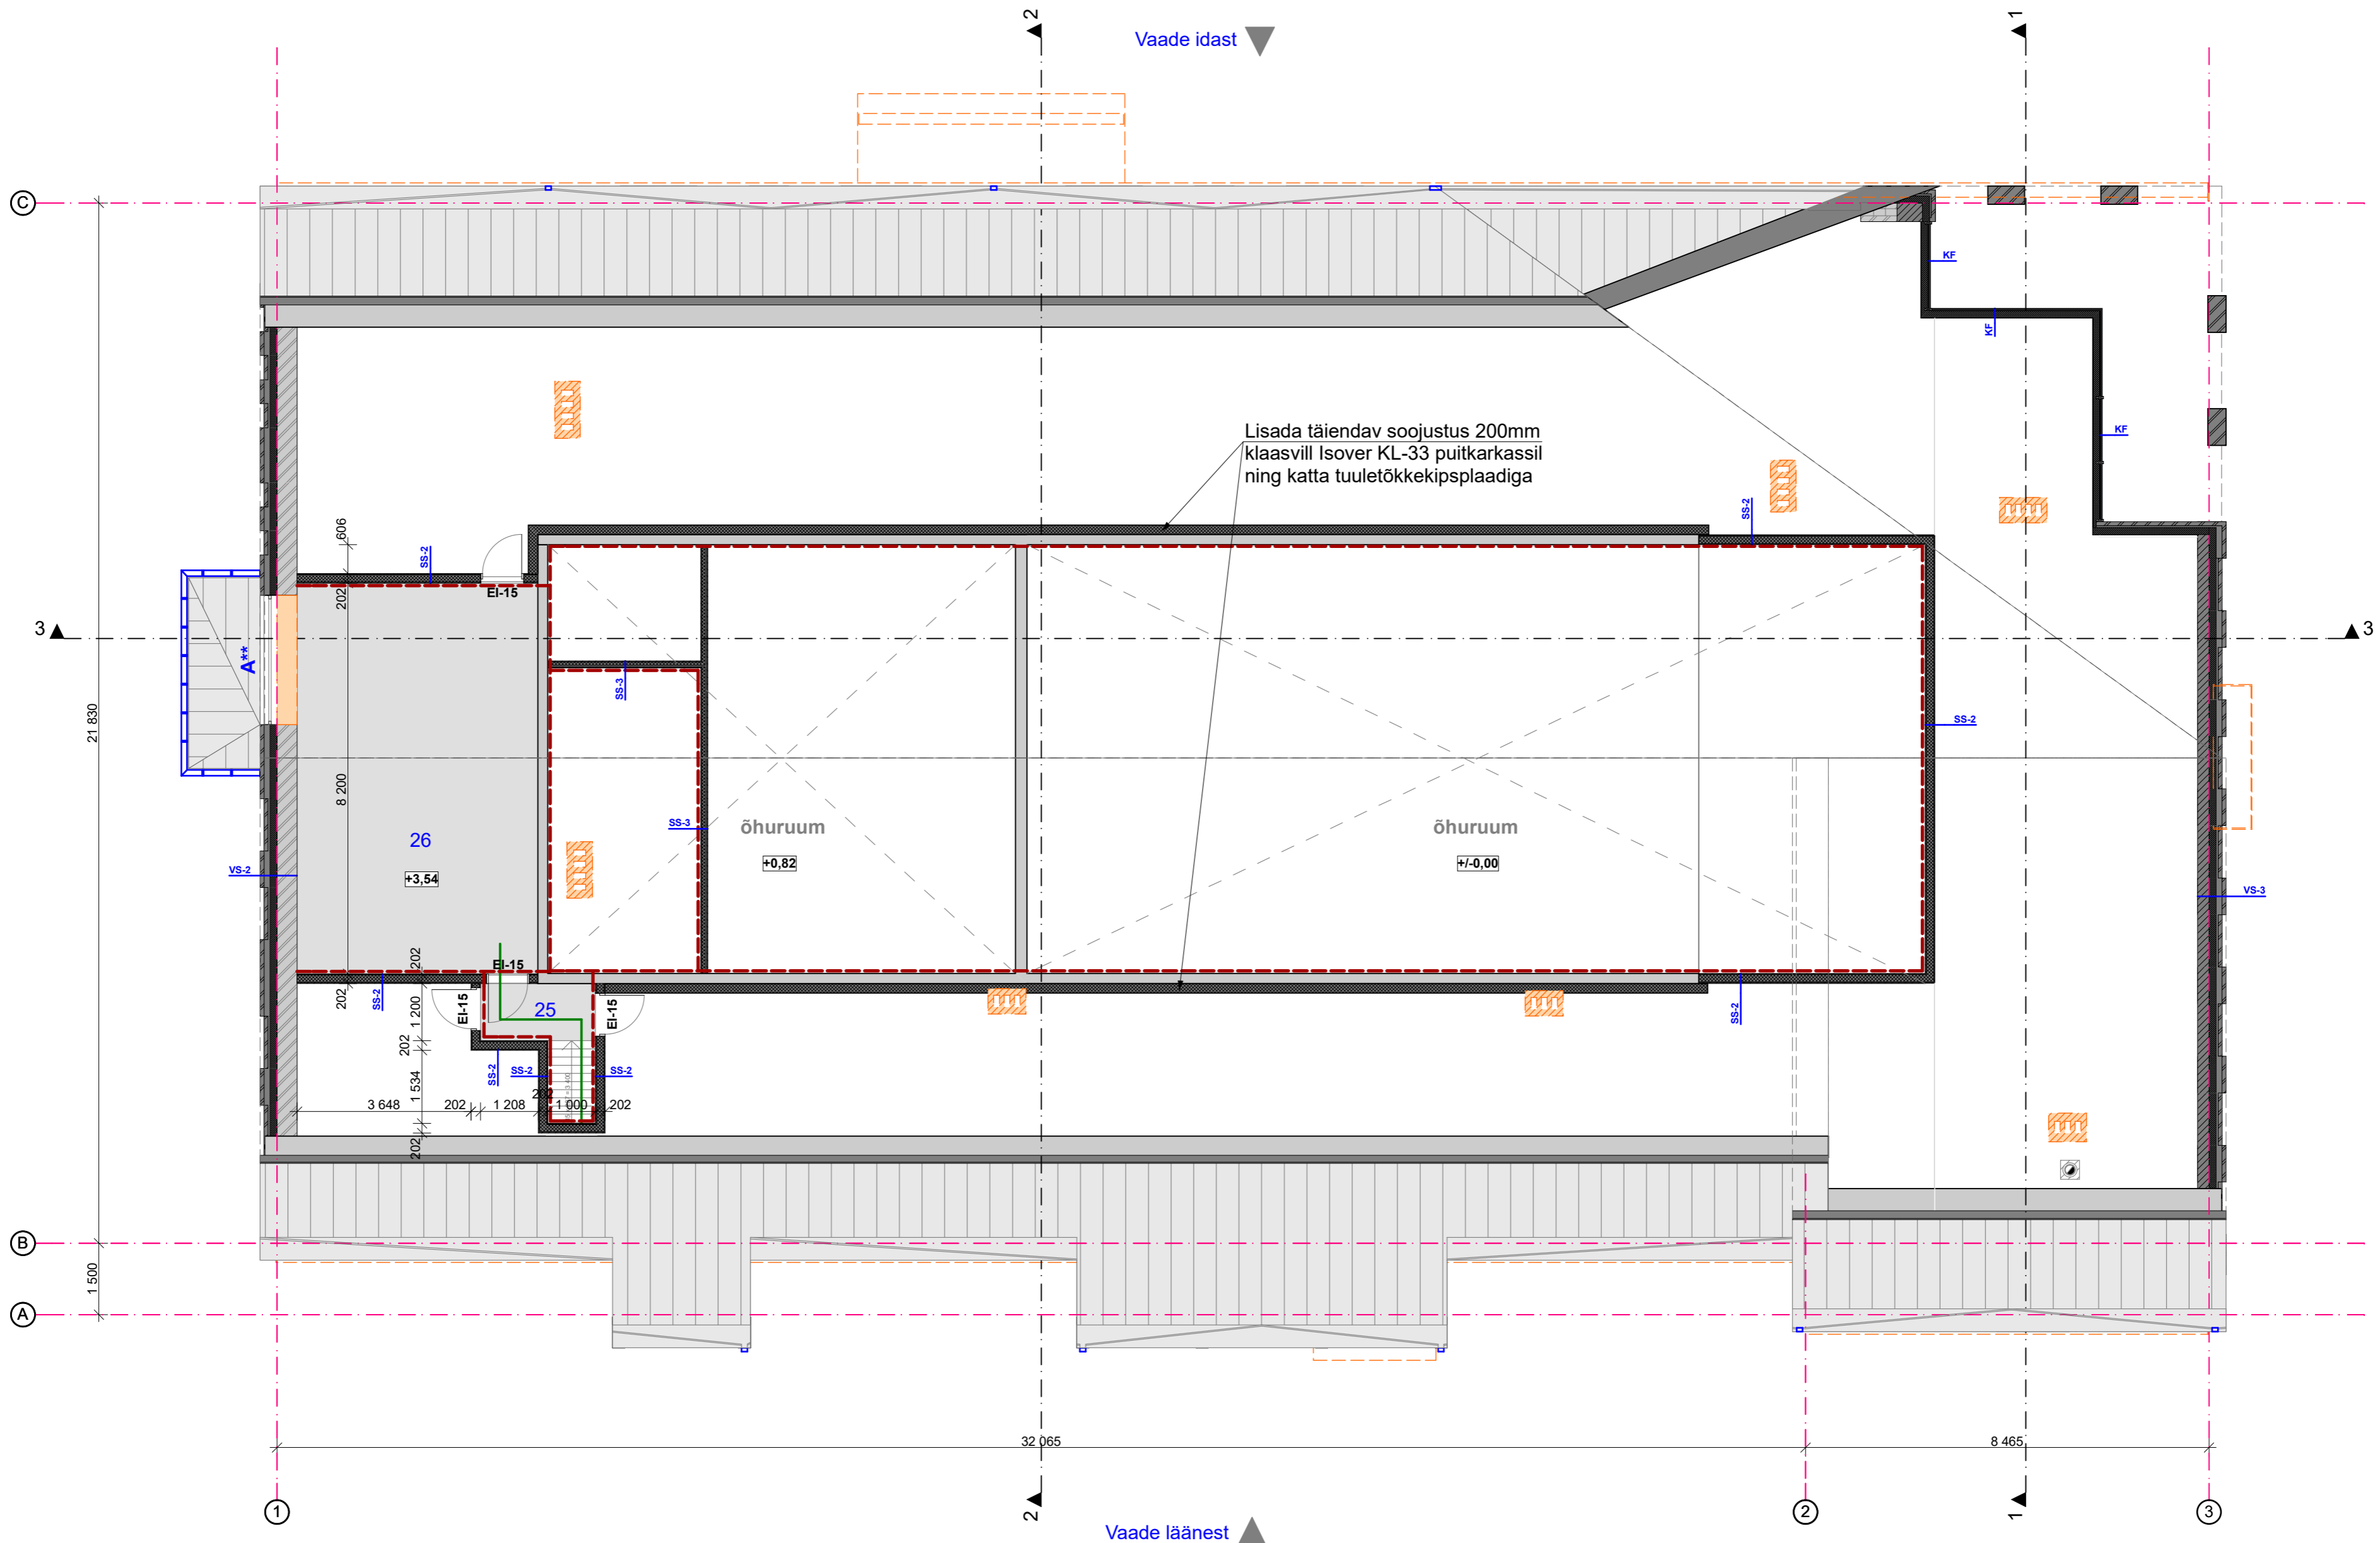 2
1
Vaade idast
C
KF
KF
KF
Lisada täiendav soojustus 200mm
klaasvill Isover KL-33 puitkarkassil
ning katta tuuletõkkekipsplaadiga
SS-2
606
SS-2
202
EI-15
3
3
A**
SS-3
21 830
SS-2
8 200
SS-3
õhuruum
õhuruum
26
+0,82
+/-0,00
+3,54
VS-2
VS-3
202
EI-15
202
SS-2
EI-15
25
EI-15
1 200
SS-2
202
SS-2
SS-2
SS-2
1 534
202
3 648
202
1 208
1 000
202
202
B
1 500
A
32 065
8 465
1
2
2
1
3
Vaade läänest